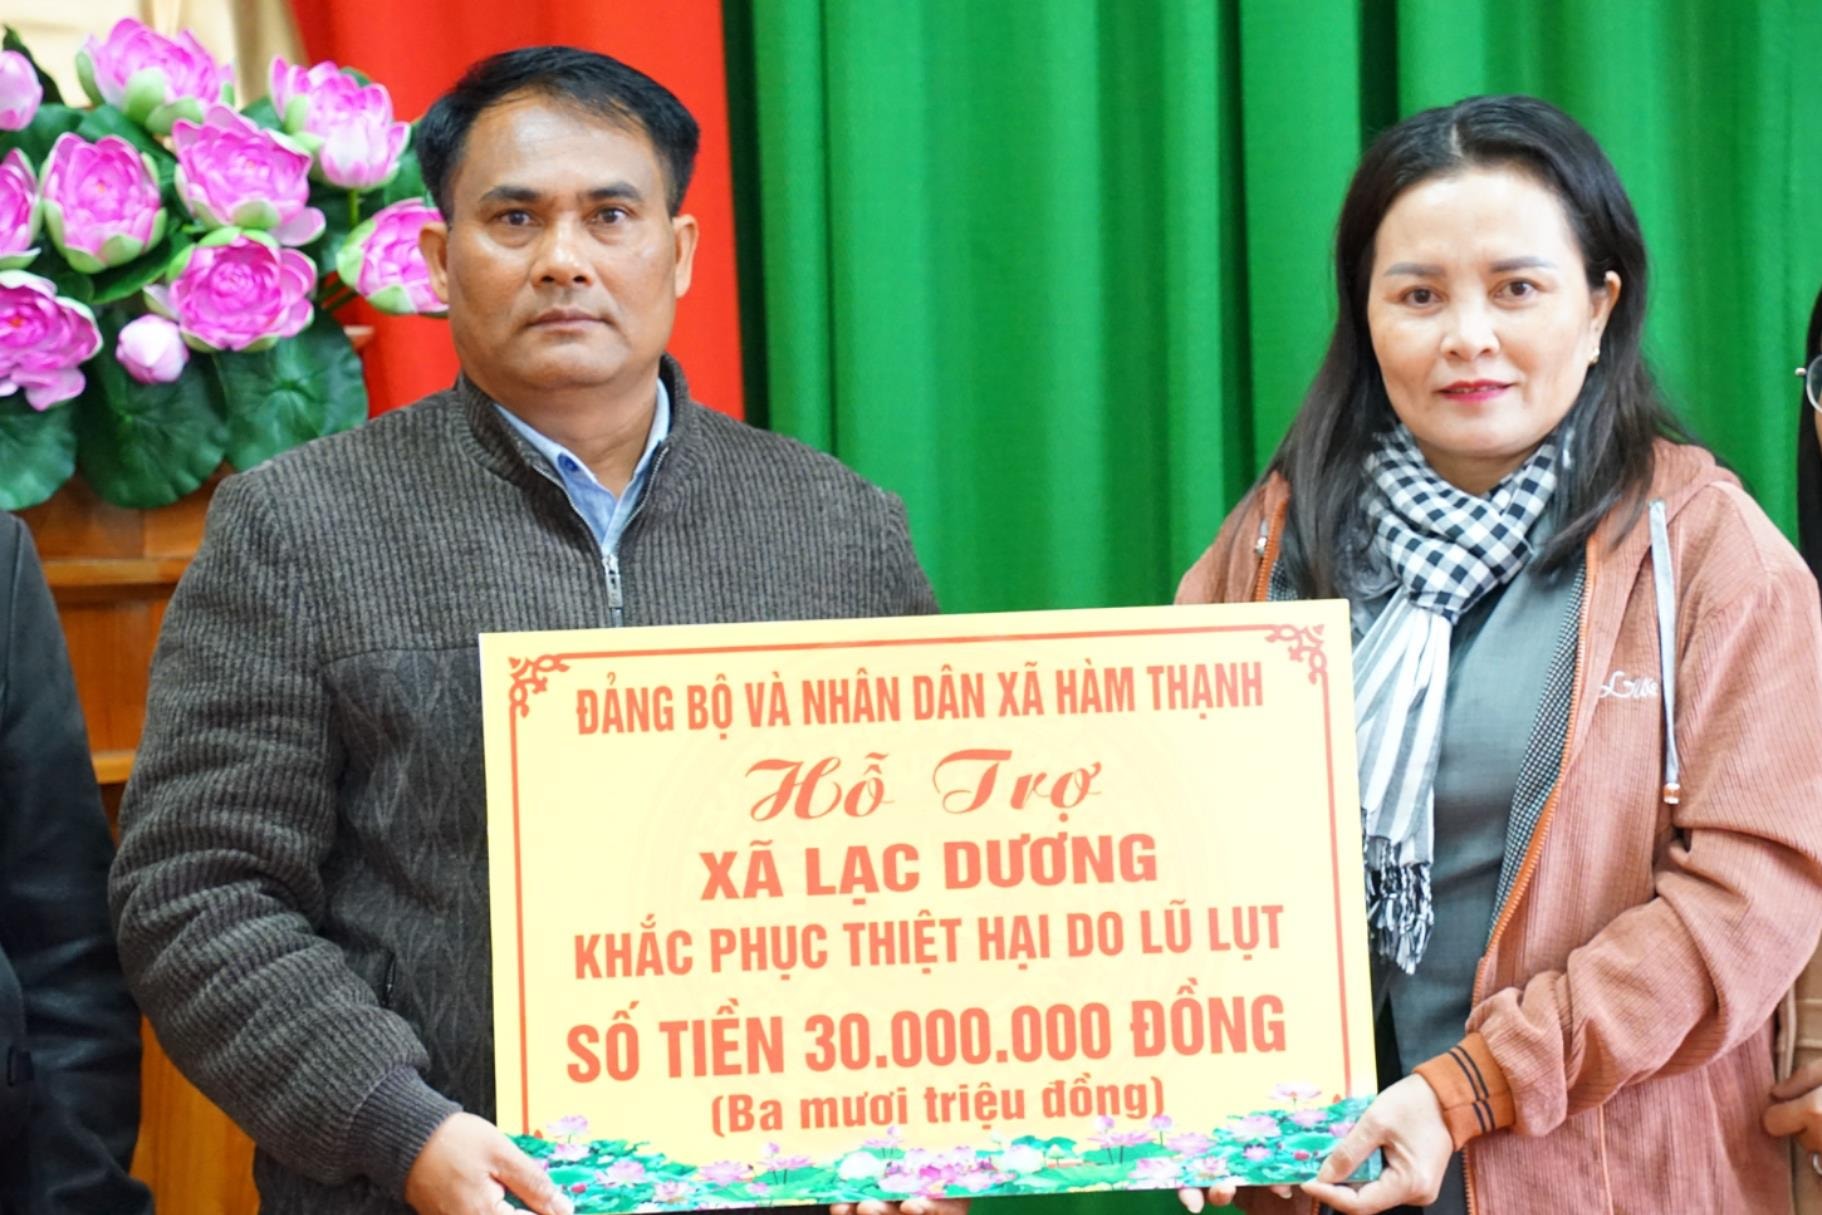 ĐẢNG BỘ VÀ NHÂN DÂN XÃ HÀM THẠNH
Hỗ Trợ
XÃ LẠC DƯƠNG
KHẮC PHỤC THIỆT HẠI DO LŨ LỤT
SỐ TIỀN 30.000.000 ĐỒNG
(Ba mươi triệu đồng)